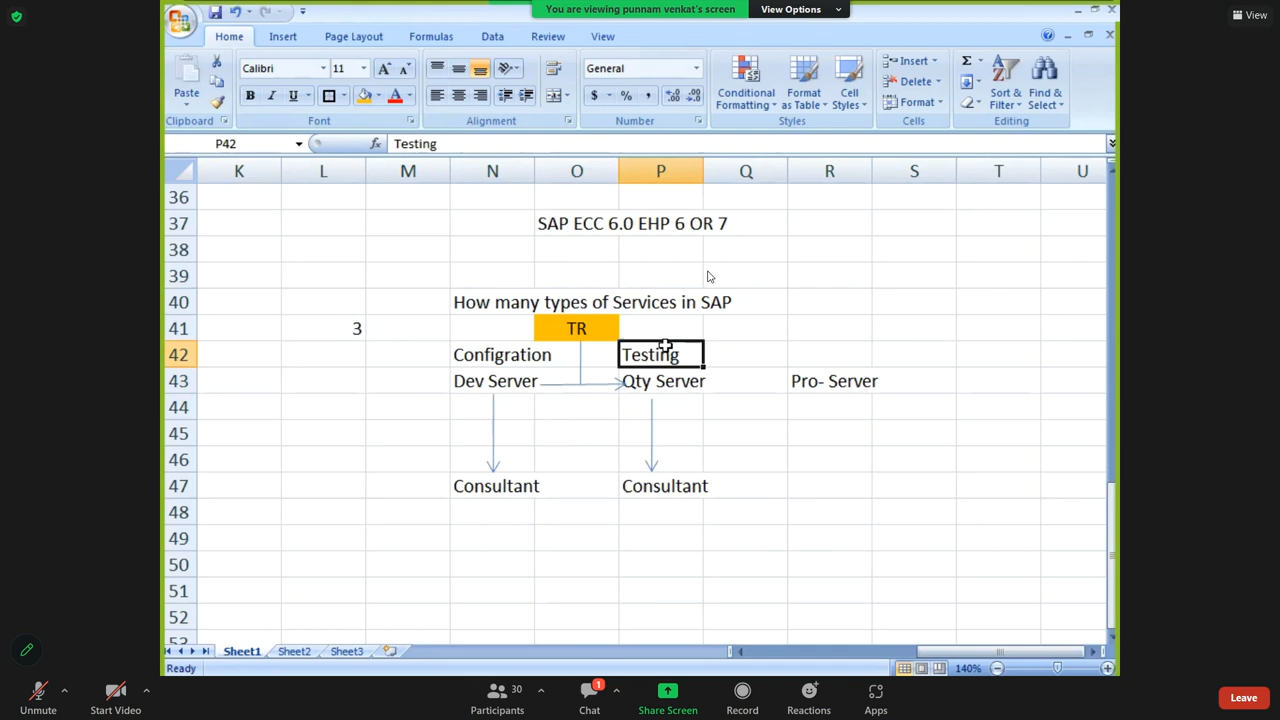 You are viewing punnam venkat's screen
View Options
View
Home Insert Page Layout Formulas Data Review View
Paste
Calibri 11
B I U
General
$ % ,
Conditional Formatting
Format as Table
Cell Styles
Insert
Delete
Format
Σ
Sort & Filter
Find & Select
Clipboard Font Alignment Number Styles Cells Editing
P42 fx Testing
K L M N O P Q R S T U
36
37 SAP ECC 6.0 EHP 6 OR 7
38
39
40 How many types of Services in SAP
41 3 TR
42 Configration Testing
43 Dev Server Qty Server Pro- Server
44
45
46
47 Consultant Consultant
48
49
50
51
52
53
Sheet1 Sheet2 Sheet3
Ready 140%
Unmute
Start Video
30
Participants
1
Chat
Share Screen
Record
Reactions
Apps
Leave